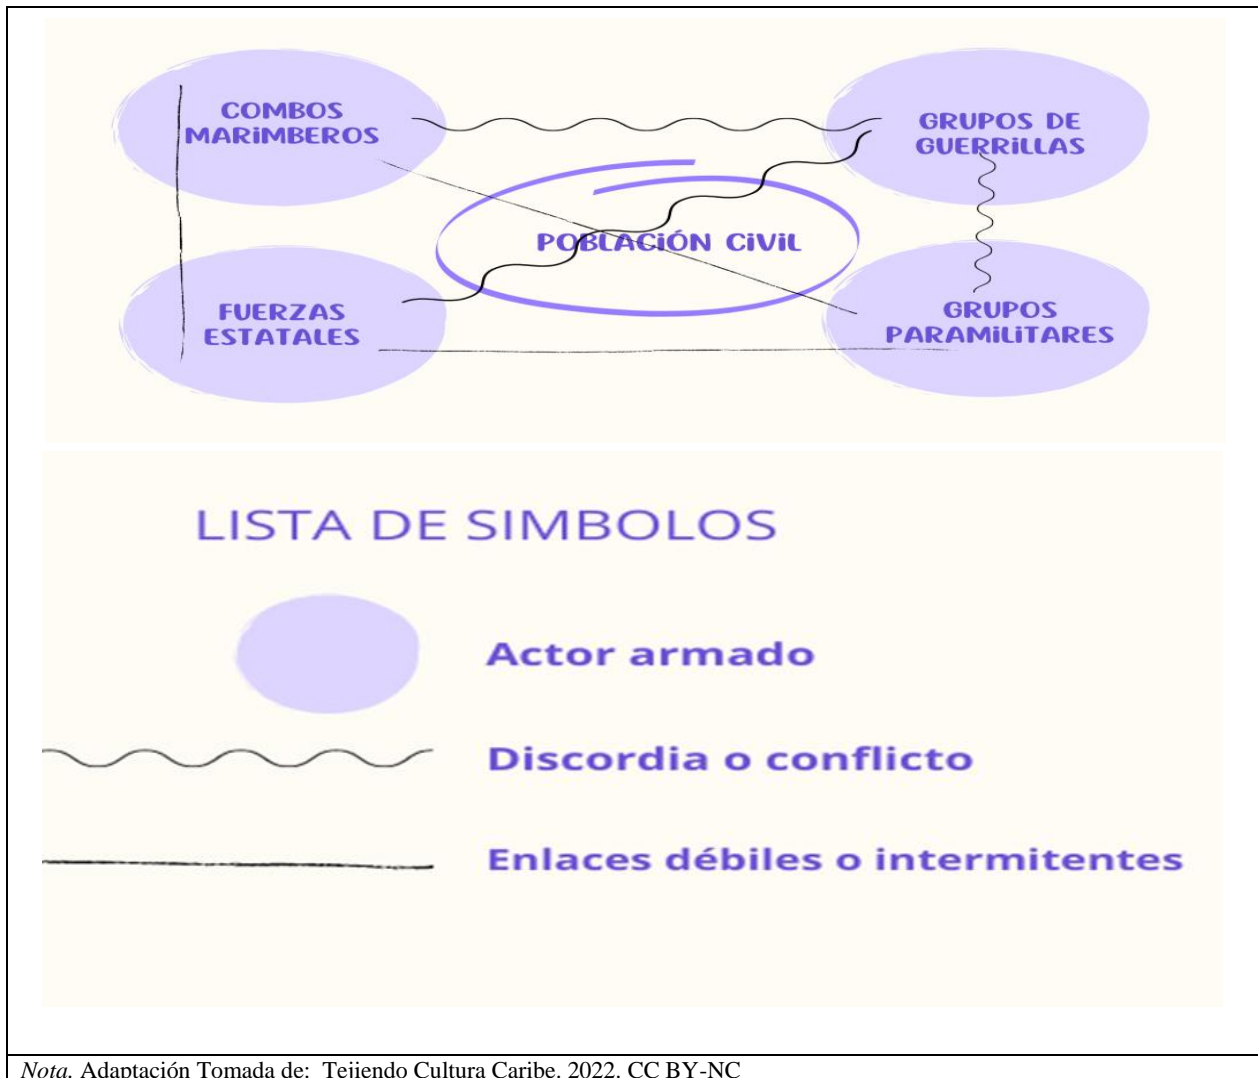 COMBOS
MARiMBEROS
GRUPOS DE
GUERRiLLAS
POBLACiÓN CiViL
FUERZAS
ESTATALES
GRUPOS
PARAMiLiTARES
LISTA DE SIMBOLOS
Actor armado
Discordia o conflicto
Enlaces débiles o intermitentes
Nota. Adaptación Tomada de: Tejiendo Cultura Caribe. 2022. CC BY-NC